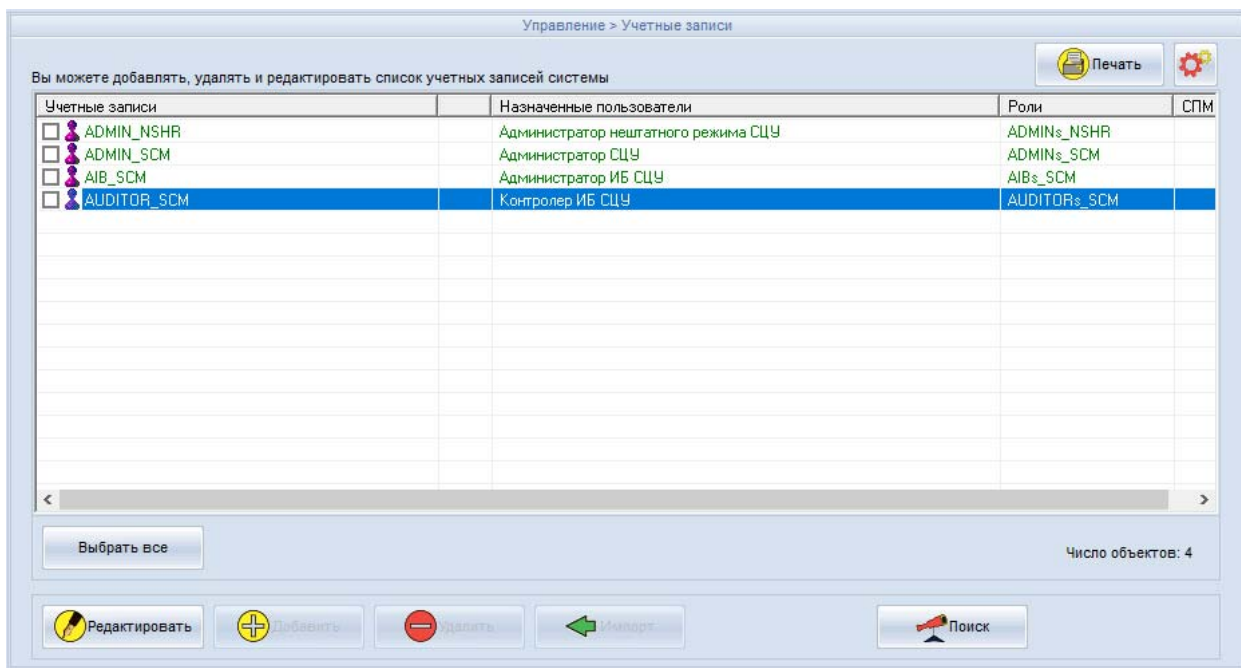 Управление > Учетные записи
Печать
Вы можете добавлять, удалять и редактировать список учетных записей системы
Учетные записи Назначенные пользователи Роли СПМ
ADMIN_NSHR Администратор нештатного режима СЦУ ADMINs_NSHR
ADMIN_SCM Администратор СЦУ ADMINs_SCM
AIB_SCM Администратор ИБ СЦУ AIBs_SCM
AUDITOR_SCM Контролер ИБ СЦУ AUDITORs_SCM
Выбрать все
Число объектов: 4
Редактировать Добавить Удалить Импорт Поиск